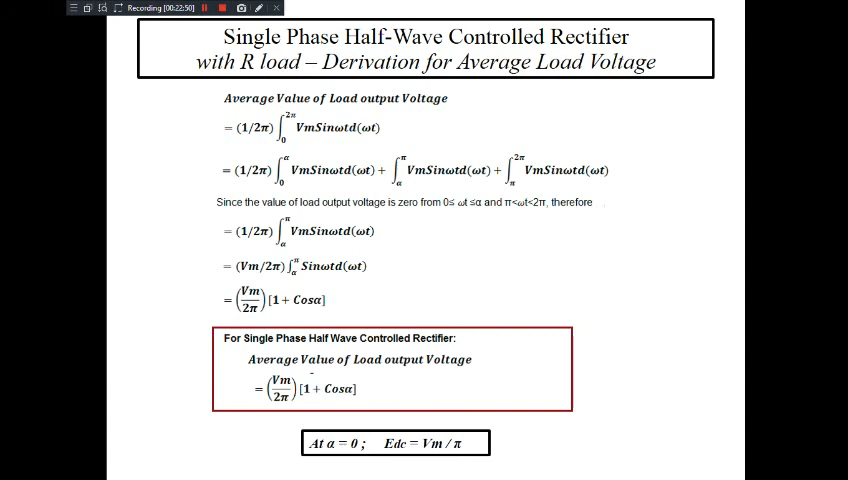 Recording [00:22:50]
Single Phase Half-Wave Controlled Rectifier
with R load – Derivation for Average Load Voltage
Average Value of Load output Voltage
= (1/2π) ∫₀^2π VmSinωtd(ωt)
= (1/2π) ∫₀^α VmSinωtd(ωt) + ∫α^π VmSinωtd(ωt) + ∫π^2π VmSinωtd(ωt)
Since the value of load output voltage is zero from 0≤ ωt ≤α and π<ωt<2π, therefore
= (1/2π) ∫α^π VmSinωtd(ωt)
= (Vm/2π) ∫α^π Sinωtd(ωt)
= (Vm/2π) [1 + Cosα]
For Single Phase Half Wave Controlled Rectifier:
Average Value of Load output Voltage
= (Vm/2π) [1 + Cosα]
At α = 0 ; Edc = Vm / π